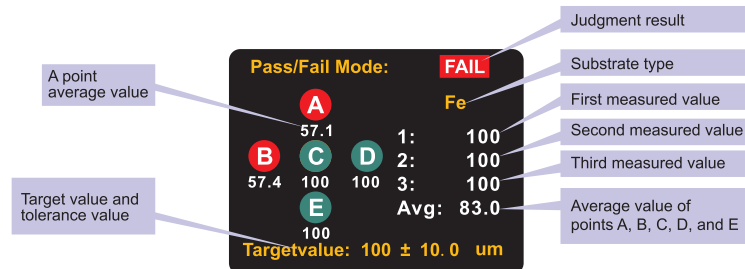 Judgment result
Pass/Fail Mode: FAIL
Substrate type
A point
average value
A
Fe
First measured value
57.1
1: 100
Second measured value
B C D
2: 100
Third measured value
57.4 100 100
3: 100
Target value and
tolerance value
E
Avg: 83.0
Average value of
points A, B, C, D, and E
100
Targetvalue: 100 ± 10.0 um